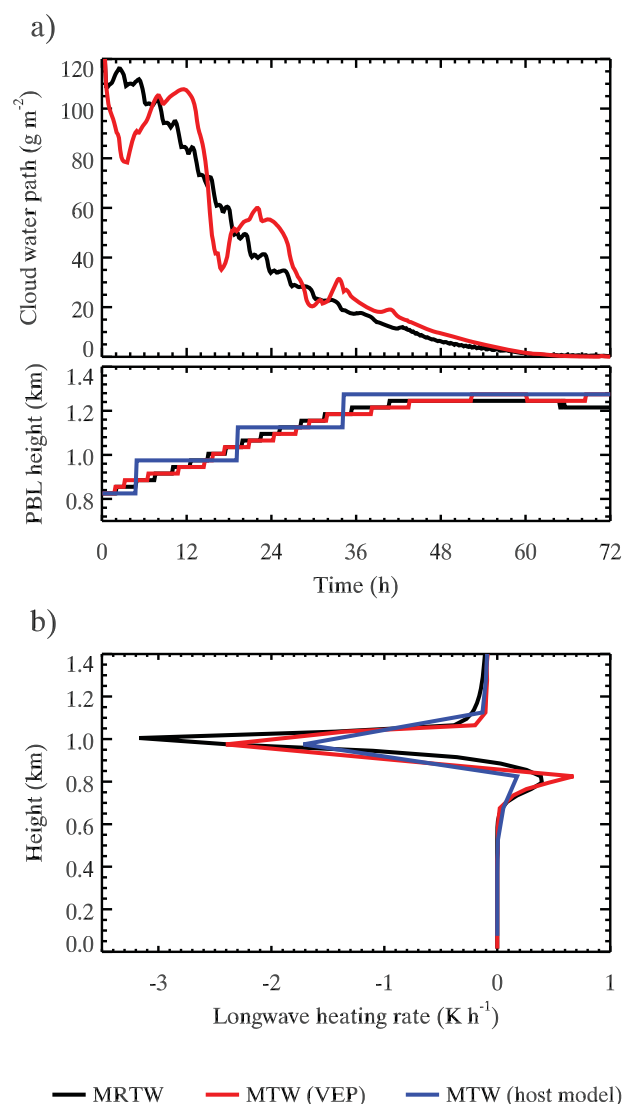 a)
120
100
80
60
40
20
0
Cloud water path (g m-2)
1.4
1.2
1.0
0.8
PBL height (km)
0 12 24 36 48 60 72
Time (h)
b)
1.4
1.2
1.0
0.8
0.6
0.4
0.2
0.0
Height (km)
-3 -2 -1 0 1
Longwave heating rate (K h-1)
MRTW MTW (VEP) MTW (host model)